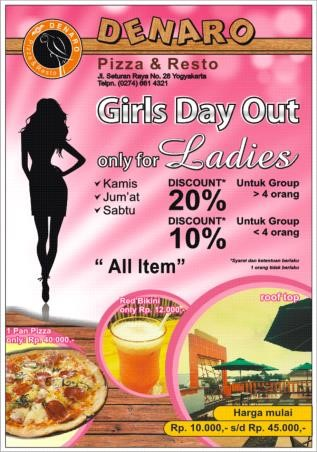 DENARO
Pizza & Resto
DENARO
Pizza & Resto
Jl. Seturan Raya No. 28 Yogyakarta
Telpn. (0274) 661 4321
Girls Day Out
only for Ladies
✓ Kamis
✓ Jum'at
✓ Sabtu
DISCOUNT*
20%
Untuk Group
> 4 orang
DISCOUNT*
10%
Untuk Group
< 4 orang
“ All Item”
*Syarat dan ketentuan berlaku
1 orang tidak berlaku
Red Bikini
only Rp. 12.000,-
roof top
1 Pan Pizza
only Rp. 40.000,-
Harga mulai
Rp. 10.000,- s/d Rp. 45.000,-